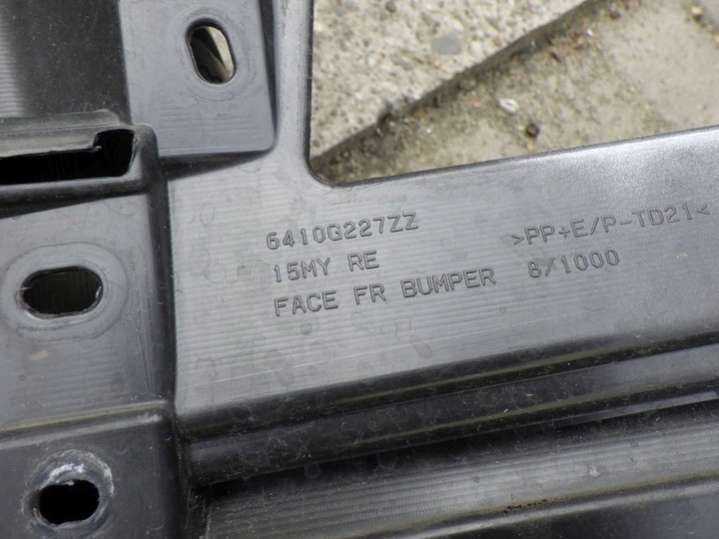 6410G227ZZ
15MY RE
FACE FR BUMPER
>PP+E/P-TD21<
8/1000